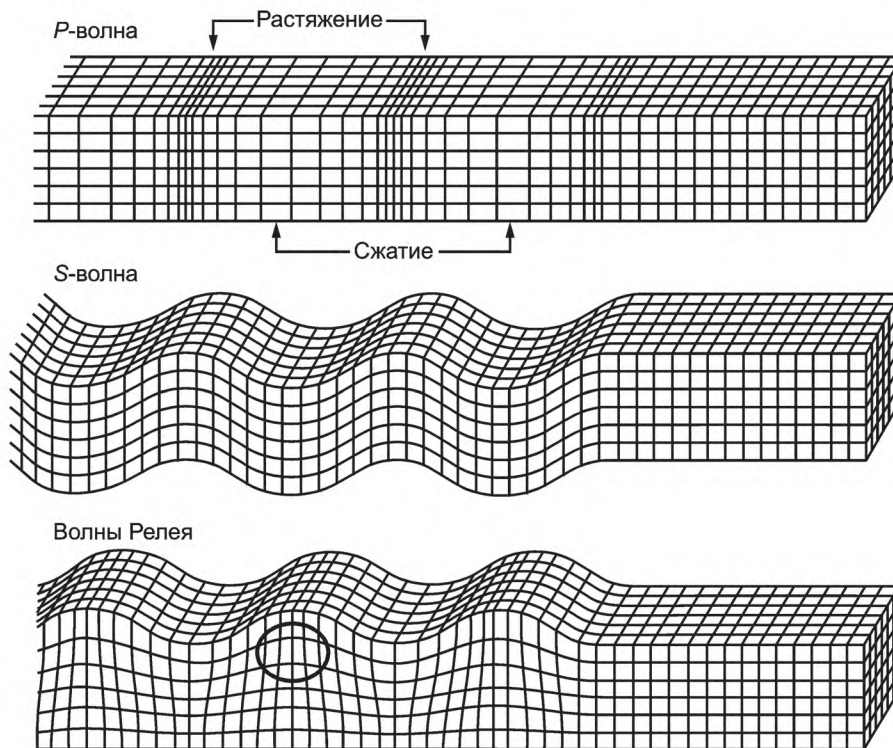 Растяжение
P-волна
Сжатие
S-волна
Волны Релея